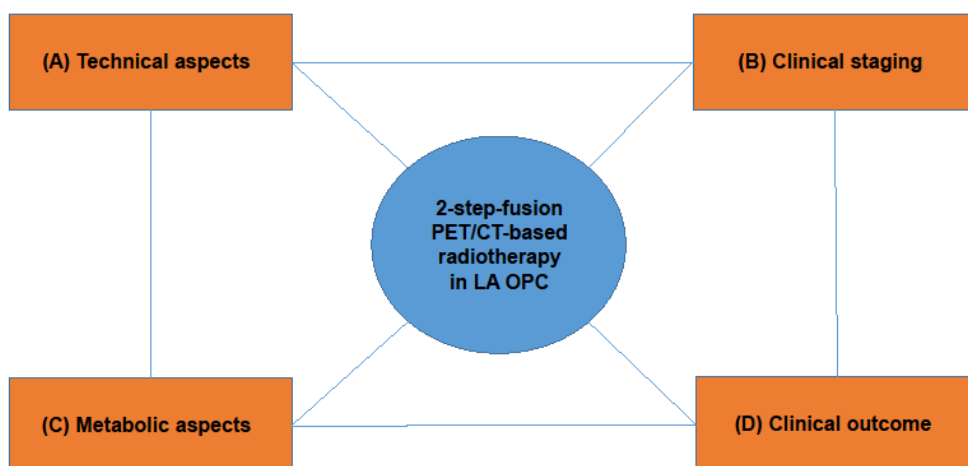 (A) Technical aspects
(B) Clinical staging
2-step-fusion
PET/CT-based
radiotherapy
in LA OPC
(C) Metabolic aspects
(D) Clinical outcome